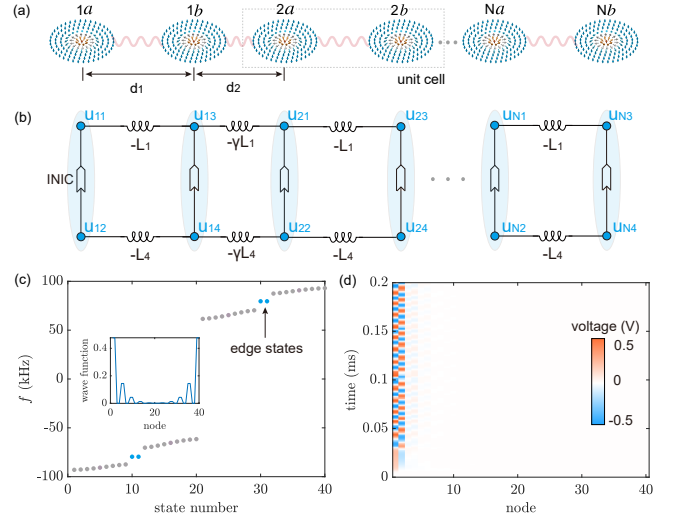 (a)
1a 1b 2a 2b Na Nb
unit cell
d1 d2
(b)
u11 u13 u21 u23 uN1 uN3
-L1 -γL1 -L1 -L1
INIC
u12 u14 u22 u24 uN2 uN4
-L4 -γL4 -L4 -L4
(c)
100
50
0
-50
-100
f (kHz)
0 10 20 30 40
state number
edge states
0.4
0.2
0
wave function
0 20 40
node
(d)
0.2
0.15
0.1
0.05
0
time (ms)
10 20 30 40
node
voltage (V)
0.5
0
-0.5